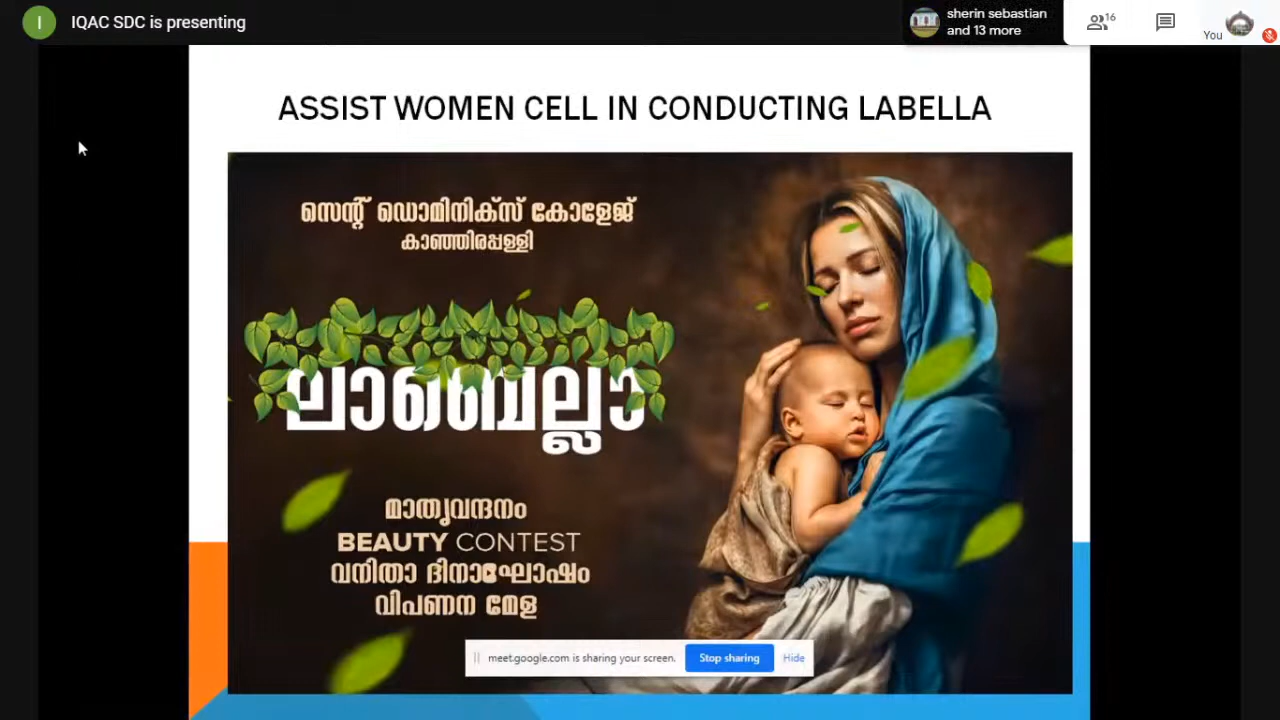 I
IQAC SDC is presenting
sherin sebastian
and 13 more
16
You
ASSIST WOMEN CELL IN CONDUCTING LABELLA
സെന്റ് ഡൊമിനിക്സ് കോളേജ്
കാഞ്ഞിരപ്പള്ളി
ലാബെല്ലാ
മാതൃവന്ദനം
BEAUTY CONTEST
വനിതാ ദിനാഘോഷം
വിപണന മേള
meet.google.com is sharing your screen.
Stop sharing
Hide